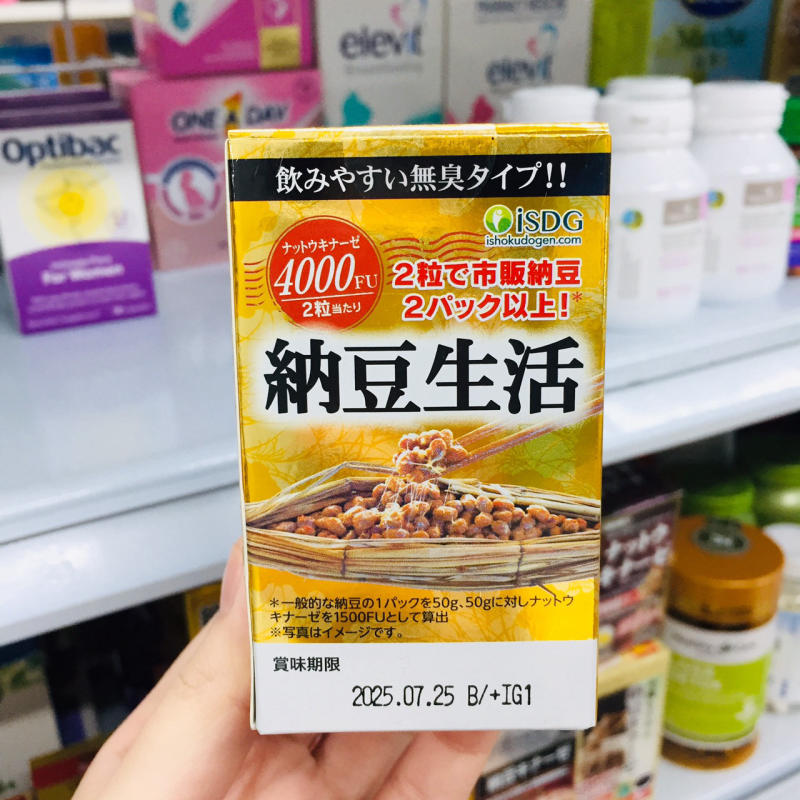 elevit
elevit
ONE A DAY
Optibac
For Women
飲みやすい無臭タイプ!!
iSDG
ishokudogen.com
ナットウキナーゼ
4000FU
2粒当たり
2粒で市販納豆
2パック以上!*
納豆生活
*一般的な納豆の1パックを50g、50gに対しナットウ
キナーゼを1500FUとして算出
※写真はイメージです。
賞味期限
2025.07.25 B/+IG1